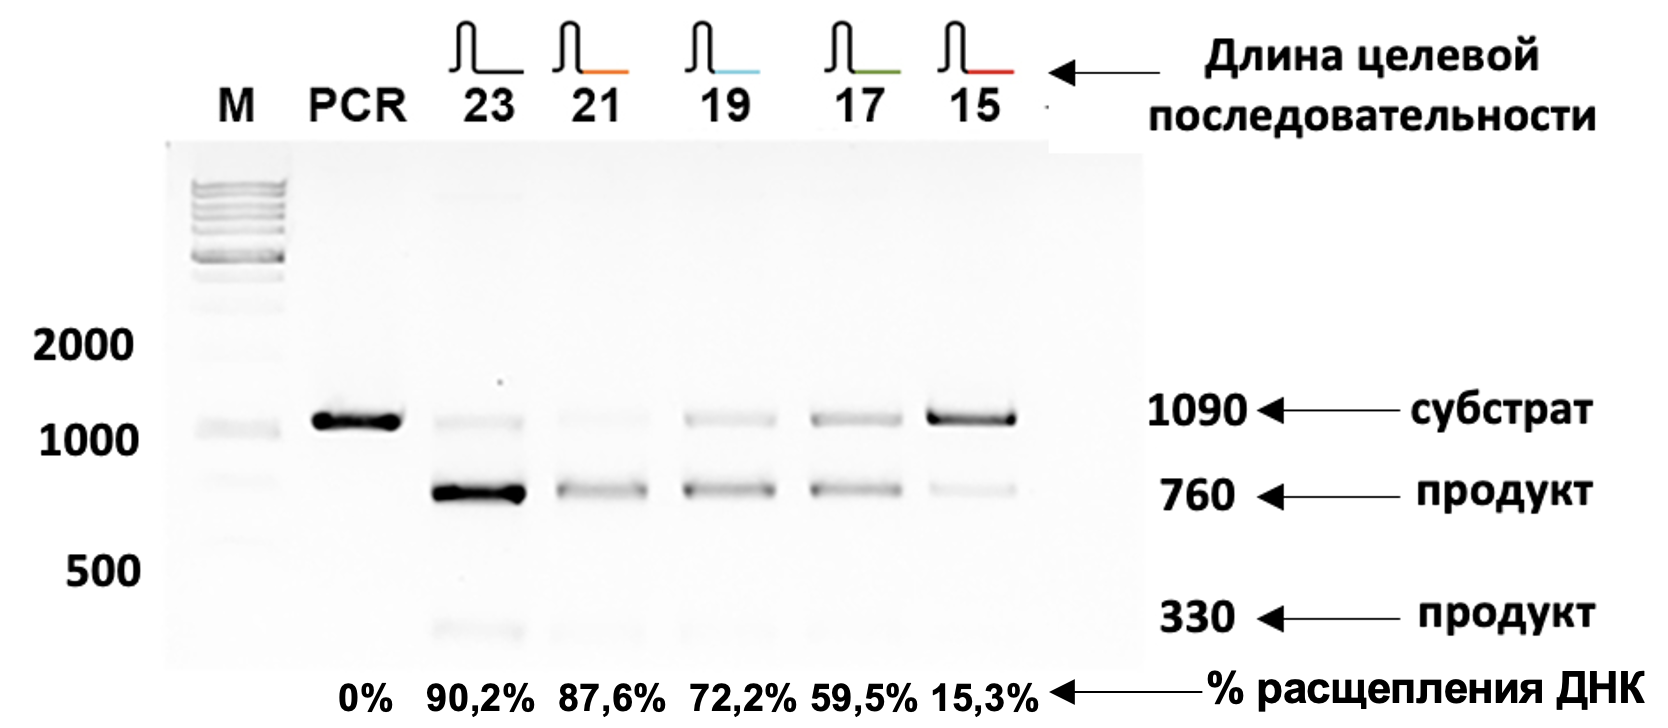 Длина целевой
последовательности
M PCR 23 21 19 17 15
2000
1000
500
1090 субстрат
760 продукт
330 продукт
0% 90,2% 87,6% 72,2% 59,5% 15,3% % расщепления ДНК